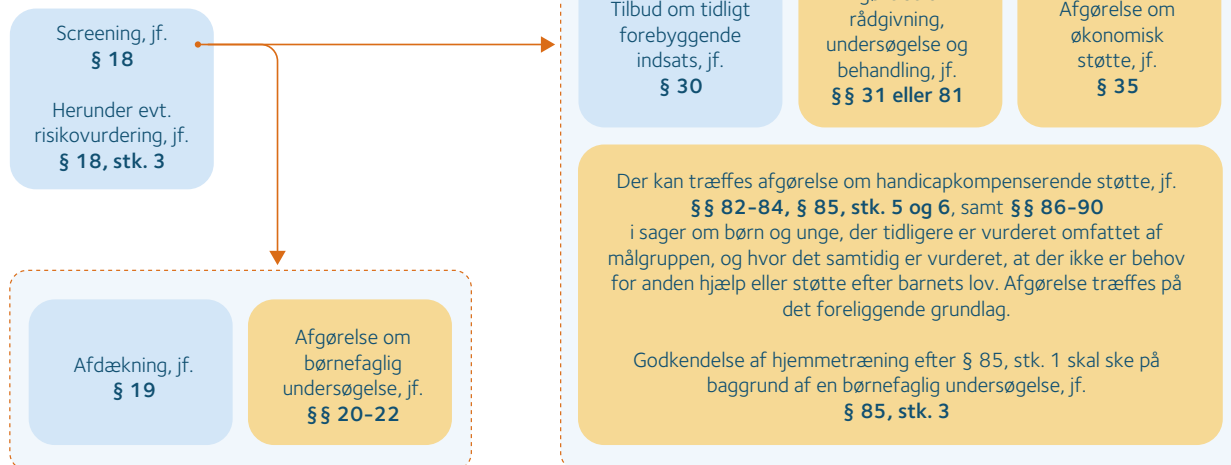 Screening, jf.
§ 18
Herunder evt.
risikovurdering, jf.
§ 18, stk. 3
Tilbud om tidligt
forebyggende
indsats, jf.
§ 30
rådgivning,
undersøgelse og
behandling, jf.
§§ 31 eller 81
Afgørelse om
økonomisk
støtte, jf.
§ 35
Der kan træffes afgørelse om handicapkompenserende støtte, jf.
§§ 82-84, § 85, stk. 5 og 6, samt §§ 86-90
i sager om børn og unge, der tidligere er vurderet omfattet af
målgruppen, og hvor det samtidig er vurderet, at der ikke er behov
for anden hjælp eller støtte efter barnets lov. Afgørelse træffes på
det foreliggende grundlag.
Godkendelse af hjemmetræning efter § 85, stk. 1 skal ske på
baggrund af en børnefaglig undersøgelse, jf.
§ 85, stk. 3
Afdækning, jf.
§ 19
Afgørelse om
børnefaglig
undersøgelse, jf.
§§ 20-22